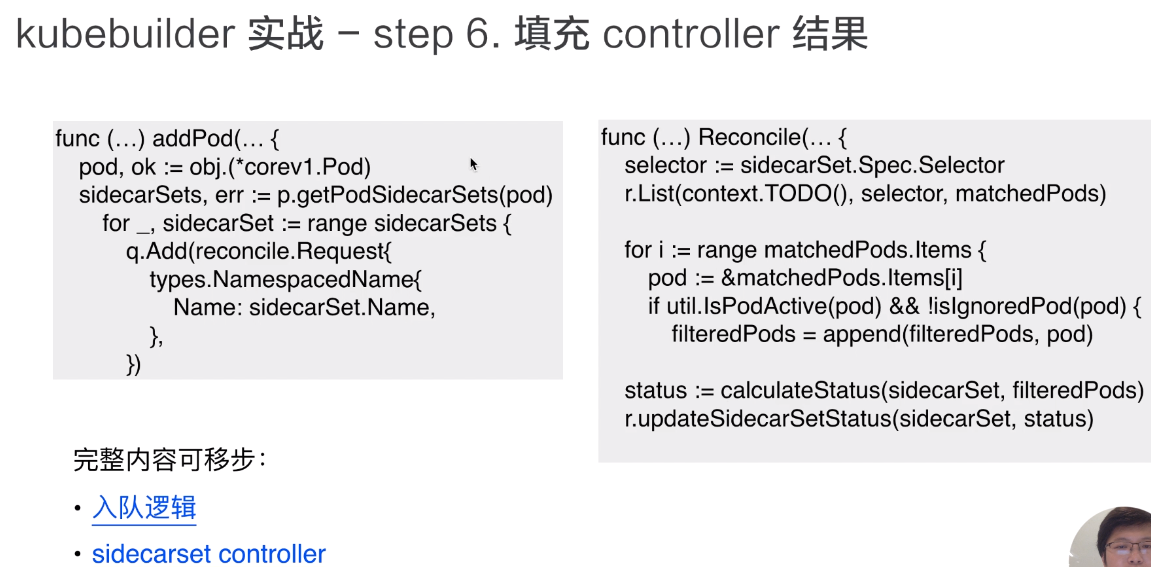 kubebuilder 实战 – step 6. 填充 controller 结果
func (…) addPod(… {
pod, ok := obj.(*corev1.Pod)
sidecarSets, err := p.getPodSidecarSets(pod)
for _, sidecarSet := range sidecarSets {
q.Add(reconcile.Request{
types.NamespacedName{
Name: sidecarSet.Name,
},
})
func (…) Reconcile(… {
selector := sidecarSet.Spec.Selector
r.List(context.TODO(), selector, matchedPods)
for i := range matchedPods.Items {
pod := &matchedPods.Items[i]
if util.IsPodActive(pod) && !isIgnoredPod(pod) {
filteredPods = append(filteredPods, pod)
status := calculateStatus(sidecarSet, filteredPods)
r.updateSidecarSetStatus(sidecarSet, status)
完整内容可移步：
• 入队逻辑
• sidecarset controller